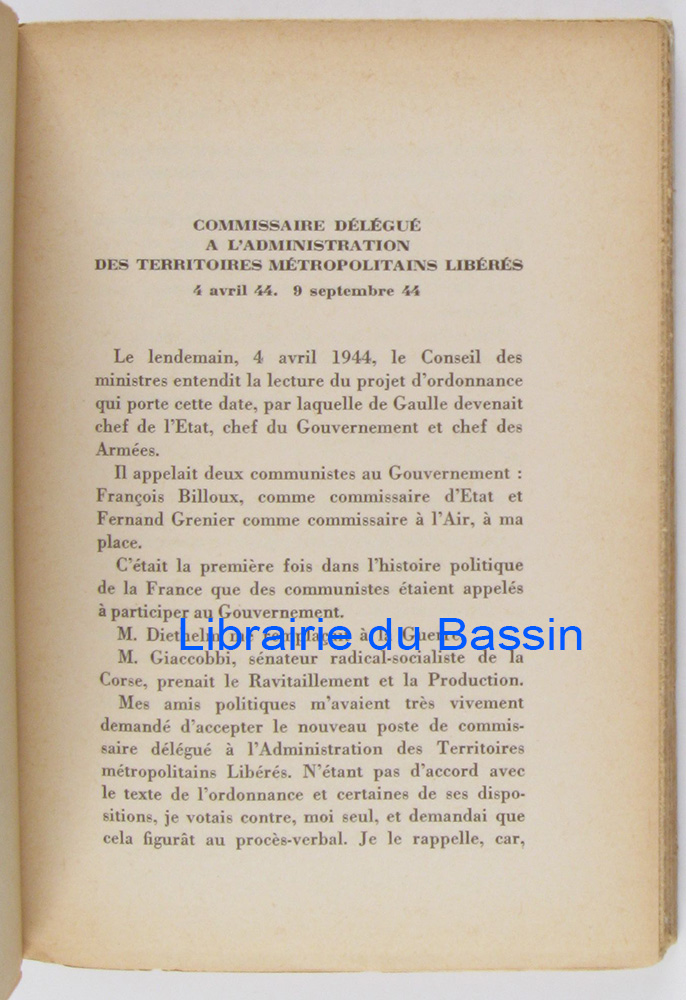 COMMISSAIRE DÉLÉGUÉ
A L'ADMINISTRATION
DES TERRITOIRES MÉTROPOLITAINS LIBÉRÉS
4 avril 44. 9 septembre 44
Le lendemain, 4 avril 1944, le Conseil des
ministres entendit la lecture du projet d'ordonnance
qui porte cette date, par laquelle de Gaulle devenait
chef de l'Etat, chef du Gouvernement et chef des
Armées.
Il appelait deux communistes au Gouvernement :
François Billoux, comme commissaire d'Etat et
Fernand Grenier comme commissaire à l'Air, à ma
place.
C'était la première fois dans l'histoire politique
de la France que des communistes étaient appelés
à participer au Gouvernement.
M. Diethelm me remplaçait à la Guerre.
Librairie du Bassin
M. Giaccobbi, sénateur radical-socialiste de la
Corse, prenait le Ravitaillement et la Production.
Mes amis politiques m'avaient très vivement
demandé d'accepter le nouveau poste de commis-
saire délégué à l'Administration des Territoires
métropolitains Libérés. N'étant pas d'accord avec
le texte de l'ordonnance et certaines de ses dispo-
sitions, je votais contre, moi seul, et demandai que
cela figurât au procès-verbal. Je le rappelle, car,